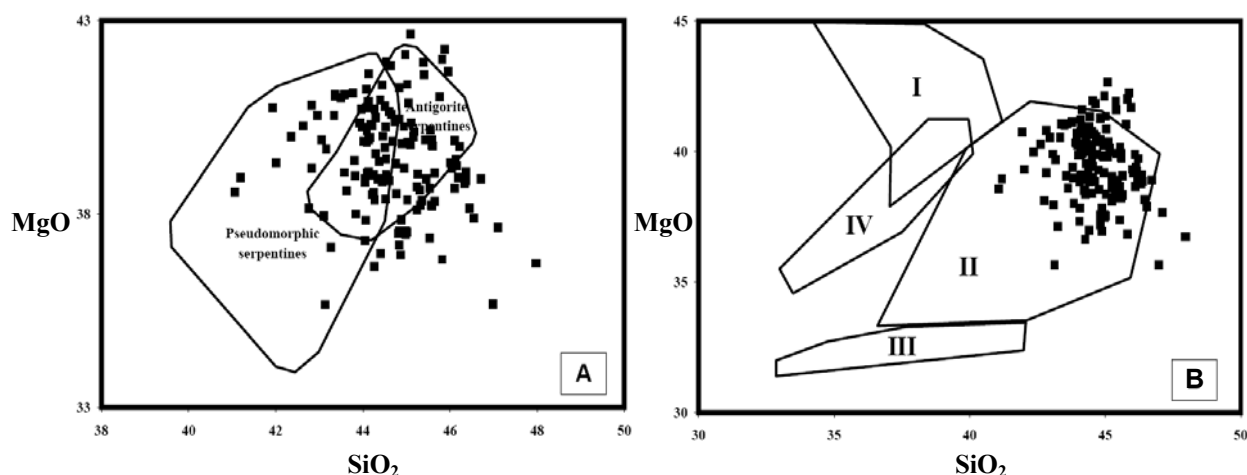 43
38
33
MgO
Antigorite
serpentines
Pseudomorphic
serpentines
A
38 40 42 44 46 48 50
SiO2
45
40
35
30
MgO
I
IV
II
III
B
30 35 40 45 50
SiO2